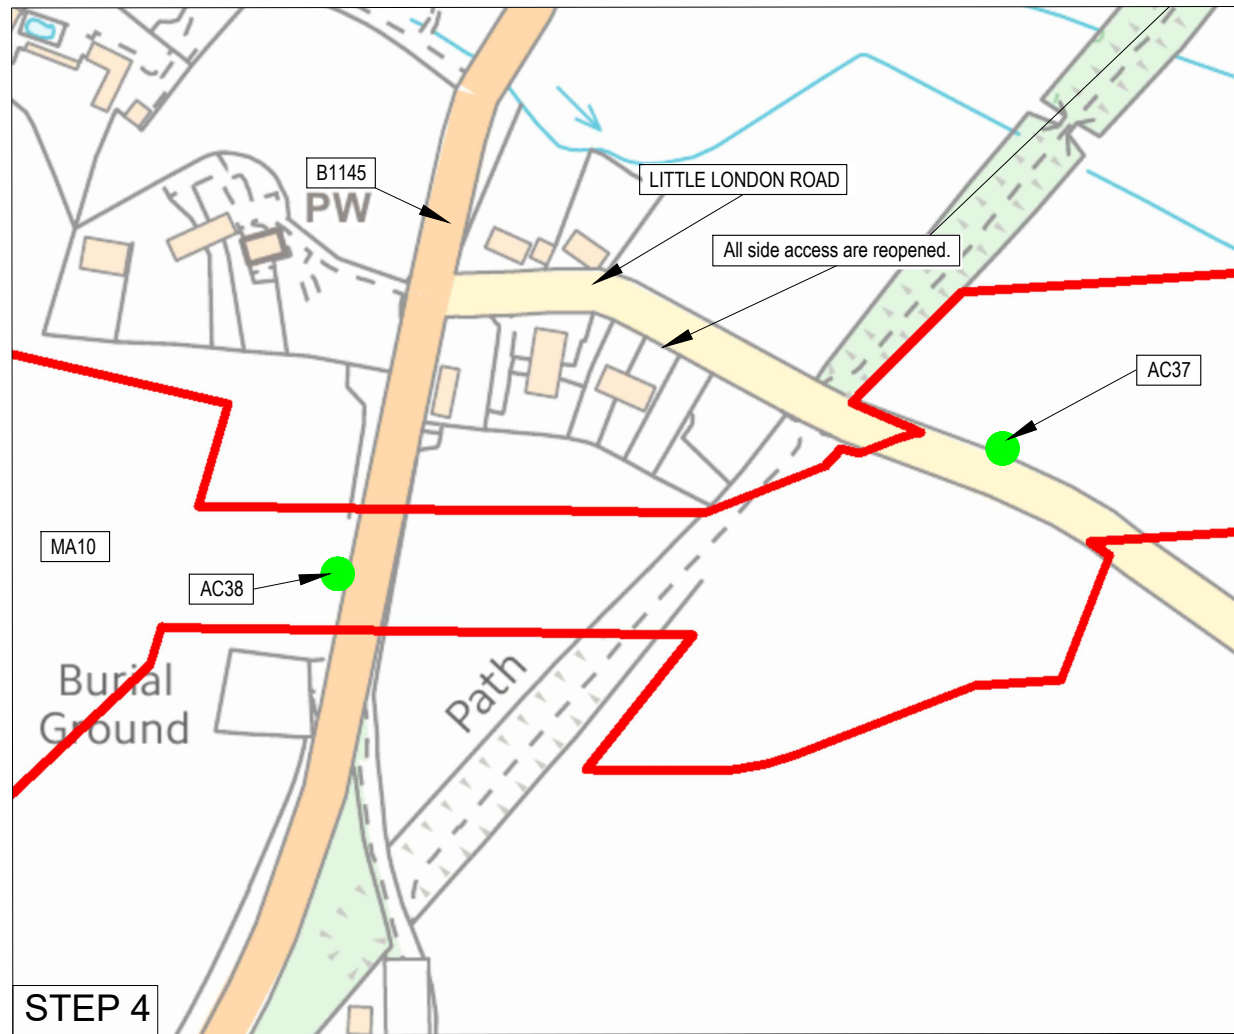 B1145
PW
LITTLE LONDON ROAD
All side access are reopened.
AC37
MA10
AC38
Burial
Ground
Path
STEP 4